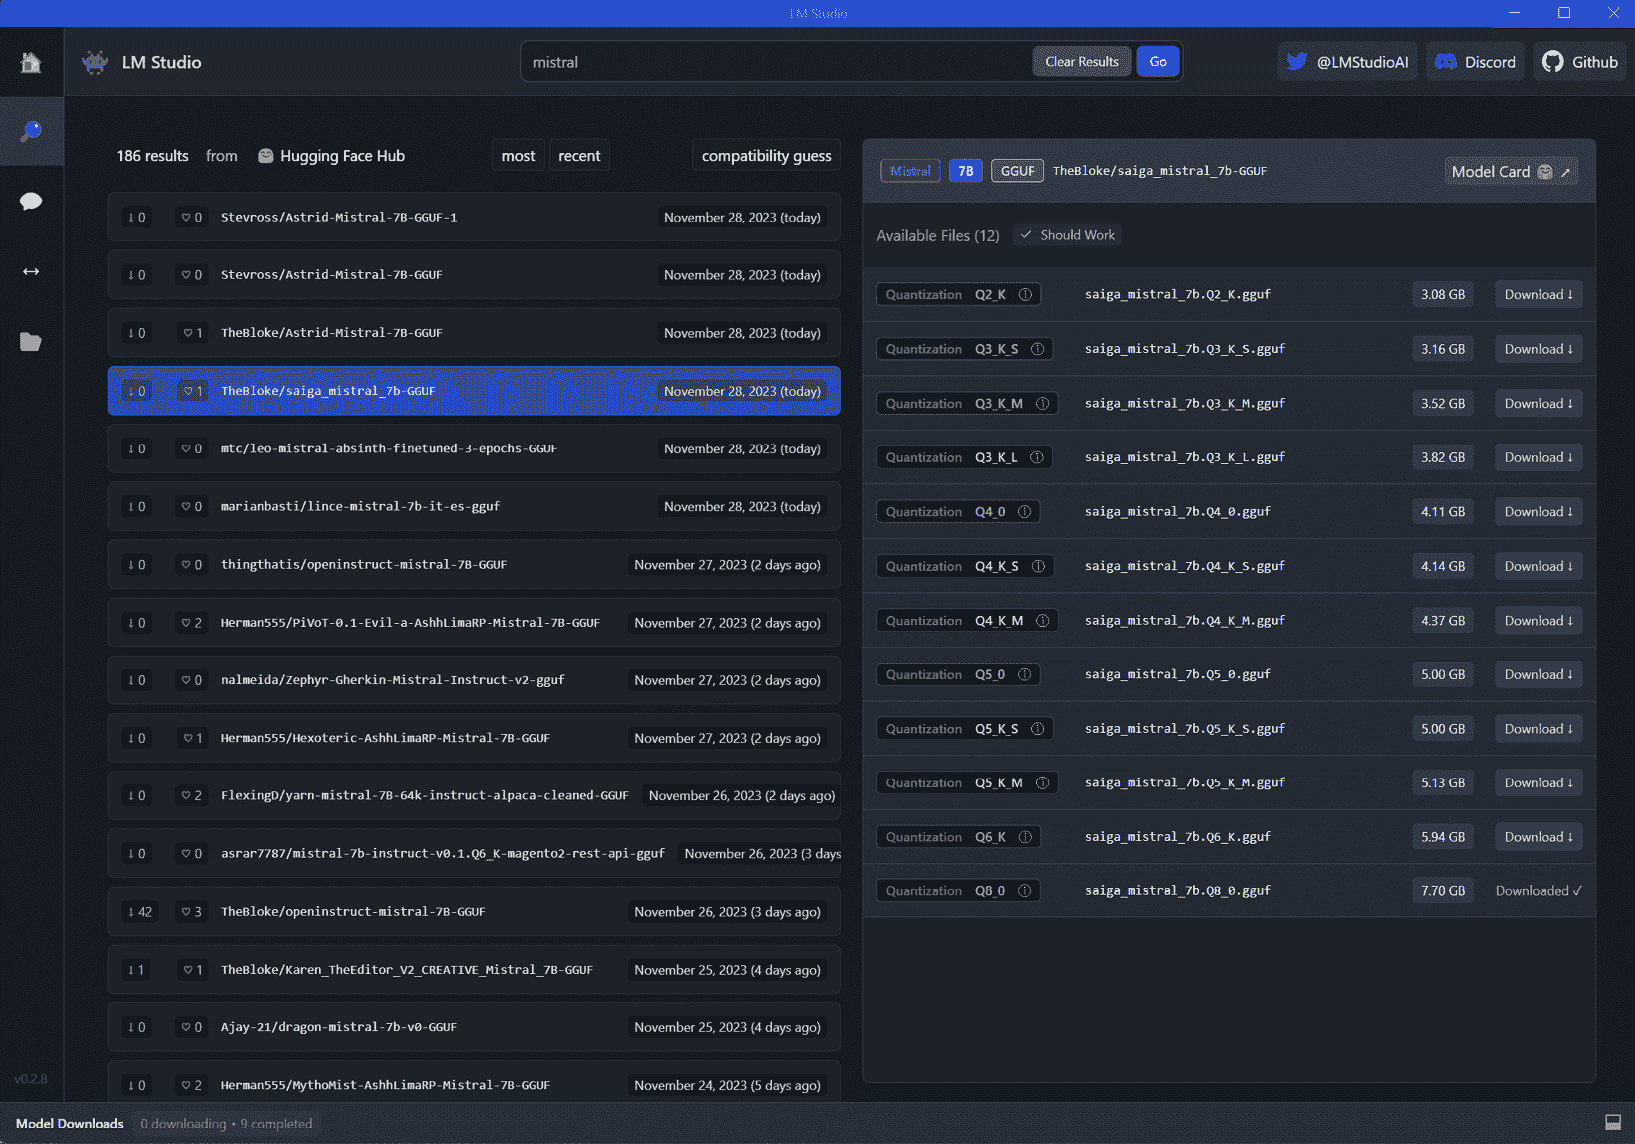 LM Studio
LM Studio
mistral
Clear Results
Go
@LMStudioAI
Discord
Github
186 results from Hugging Face Hub
most recent
compatibility guess
↓ 0 ♡ 0 Stevross/Astrid-Mistral-7B-GGUF-1 November 28, 2023 (today)
↓ 0 ♡ 0 Stevross/Astrid-Mistral-7B-GGUF November 28, 2023 (today)
↓ 0 ♡ 1 TheBloke/Astrid-Mistral-7B-GGUF November 28, 2023 (today)
↓ 0 ♡ 1 TheBloke/saiga_mistral_7b-GGUF November 28, 2023 (today)
↓ 0 ♡ 0 mtc/leo-mistral-absinth-finetuned-3-epochs-GGUF November 28, 2023 (today)
↓ 0 ♡ 0 marianbasti/lince-mistral-7b-it-es-gguf November 28, 2023 (today)
↓ 0 ♡ 0 thingthatis/openinstruct-mistral-7B-GGUF November 27, 2023 (2 days ago)
↓ 0 ♡ 2 Herman555/PiVoT-0.1-Evil-a-AshhLimaRP-Mistral-7B-GGUF November 27, 2023 (2 days ago)
↓ 0 ♡ 0 nalmeida/Zephyr-Gherkin-Mistral-Instruct-v2-gguf November 27, 2023 (2 days ago)
↓ 0 ♡ 1 Herman555/Hexoteric-AshhLimaRP-Mistral-7B-GGUF November 27, 2023 (2 days ago)
↓ 0 ♡ 2 FlexingD/yarn-mistral-7B-64k-instruct-alpaca-cleaned-GGUF November 26, 2023 (2 days ago)
↓ 0 ♡ 0 asrar7787/mistral-7b-instruct-v0.1.Q6_K-magento2-rest-api-gguf November 26, 2023 (3 days
↓ 42 ♡ 3 TheBloke/openinstruct-mistral-7B-GGUF November 26, 2023 (3 days ago)
↓ 1 ♡ 1 TheBloke/Karen_TheEditor_V2_CREATIVE_Mistral_7B-GGUF November 25, 2023 (4 days ago)
↓ 0 ♡ 0 Ajay-21/dragon-mistral-7b-v0-GGUF November 25, 2023 (4 days ago)
↓ 0 ♡ 2 Herman555/MythoMist-AshhLimaRP-Mistral-7B-GGUF November 24, 2023 (5 days ago)
Mistral 7B GGUF TheBloke/saiga_mistral_7b-GGUF Model Card ↗
Available Files (12) ✓ Should Work
Quantization Q2_K ⓘ saiga_mistral_7b.Q2_K.gguf 3.08 GB Download ↓
Quantization Q3_K_S ⓘ saiga_mistral_7b.Q3_K_S.gguf 3.16 GB Download ↓
Quantization Q3_K_M ⓘ saiga_mistral_7b.Q3_K_M.gguf 3.52 GB Download ↓
Quantization Q3_K_L ⓘ saiga_mistral_7b.Q3_K_L.gguf 3.82 GB Download ↓
Quantization Q4_0 ⓘ saiga_mistral_7b.Q4_0.gguf 4.11 GB Download ↓
Quantization Q4_K_S ⓘ saiga_mistral_7b.Q4_K_S.gguf 4.14 GB Download ↓
Quantization Q4_K_M ⓘ saiga_mistral_7b.Q4_K_M.gguf 4.37 GB Download ↓
Quantization Q5_0 ⓘ saiga_mistral_7b.Q5_0.gguf 5.00 GB Download ↓
Quantization Q5_K_S ⓘ saiga_mistral_7b.Q5_K_S.gguf 5.00 GB Download ↓
Quantization Q5_K_M ⓘ saiga_mistral_7b.Q5_K_M.gguf 5.13 GB Download ↓
Quantization Q6_K ⓘ saiga_mistral_7b.Q6_K.gguf 5.94 GB Download ↓
Quantization Q8_0 ⓘ saiga_mistral_7b.Q8_0.gguf 7.70 GB Downloaded ✓
v0.2.8
Model Downloads 0 downloading • 9 completed